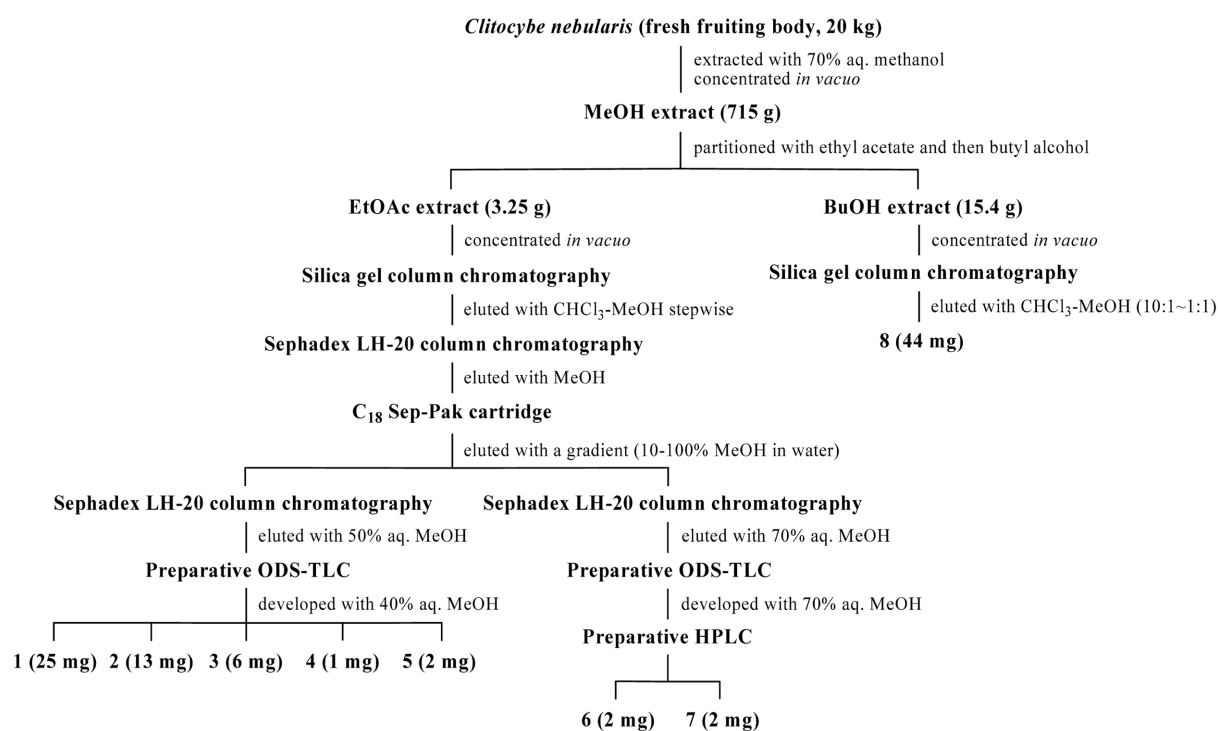 Clitocybe nebularis (fresh fruiting body, 20 kg)
extracted with 70% aq. methanol
concentrated in vacuo
MeOH extract (715 g)
partitioned with ethyl acetate and then butyl alcohol
EtOAc extract (3.25 g)
BuOH extract (15.4 g)
concentrated in vacuo
concentrated in vacuo
Silica gel column chromatography
Silica gel column chromatography
eluted with CHCl₃-MeOH stepwise
eluted with CHCl₃-MeOH (10:1~1:1)
Sephadex LH-20 column chromatography
8 (44 mg)
eluted with MeOH
C₁₈ Sep-Pak cartridge
eluted with a gradient (10-100% MeOH in water)
Sephadex LH-20 column chromatography
Sephadex LH-20 column chromatography
eluted with 50% aq. MeOH
eluted with 70% aq. MeOH
Preparative ODS-TLC
Preparative ODS-TLC
developed with 40% aq. MeOH
developed with 70% aq. MeOH
Preparative HPLC
1 (25 mg) 2 (13 mg) 3 (6 mg) 4 (1 mg) 5 (2 mg)
6 (2 mg) 7 (2 mg)